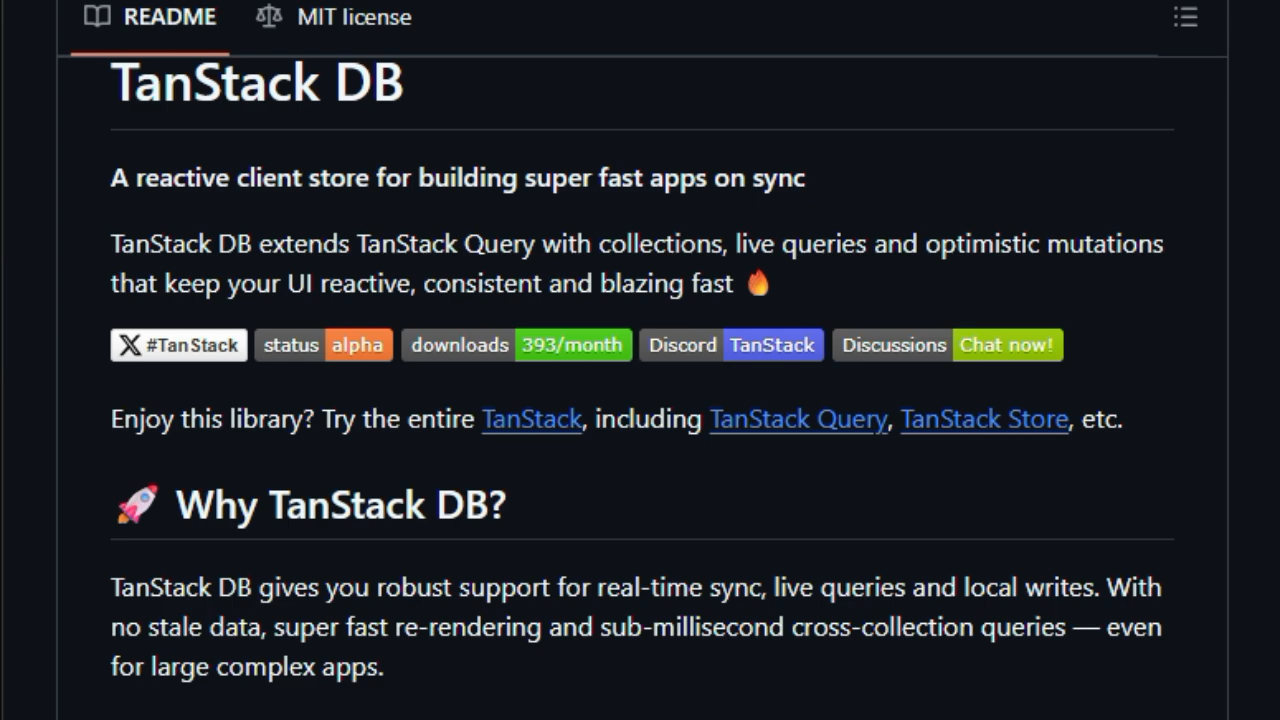 README MIT license
TanStack DB
A reactive client store for building super fast apps on sync
TanStack DB extends TanStack Query with collections, live queries and optimistic mutations
that keep your UI reactive, consistent and blazing fast 🔥
X #TanStack status alpha downloads 393/month Discord TanStack Discussions Chat now!
Enjoy this library? Try the entire TanStack, including TanStack Query, TanStack Store, etc.
🚀 Why TanStack DB?
TanStack DB gives you robust support for real-time sync, live queries and local writes. With
no stale data, super fast re-rendering and sub-millisecond cross-collection queries — even
for large complex apps.